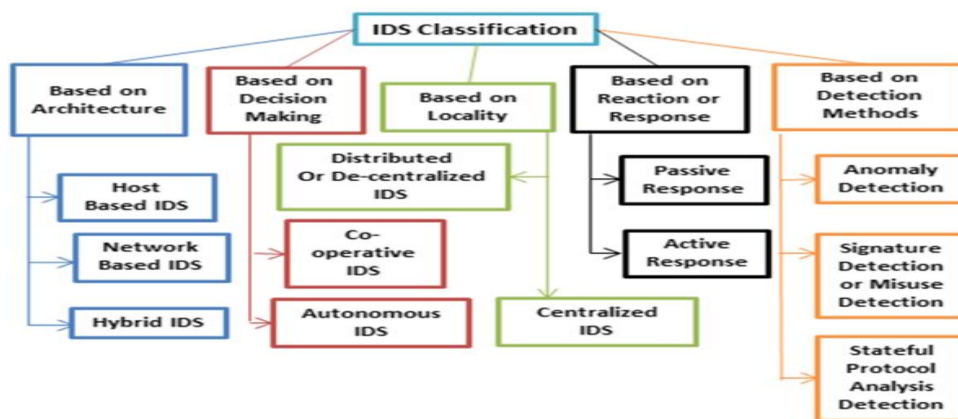 IDS Classification
Based on
Architecture
Based on
Decision
Making
Based on
Locality
Based on
Reaction or
Response
Based on
Detection
Methods
Host
Based IDS
Network
Based IDS
Hybrid IDS
Co-
operative
IDS
Autonomous
IDS
Distributed
Or De-centralized
IDS
Centralized
IDS
Passive
Response
Active
Response
Anomaly
Detection
Signature
Detection
or Misuse
Detection
Stateful
Protocol
Analysis
Detection